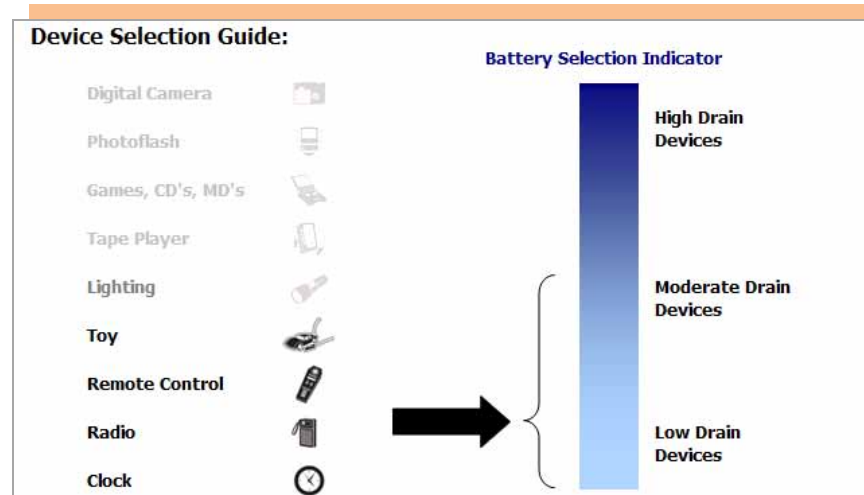 Device Selection Guide:
Battery Selection Indicator
Digital Camera
Photoflash
Games, CD's, MD's
Tape Player
Lighting
Toy
Remote Control
Radio
Clock
High Drain
Devices
Moderate Drain
Devices
Low Drain
Devices